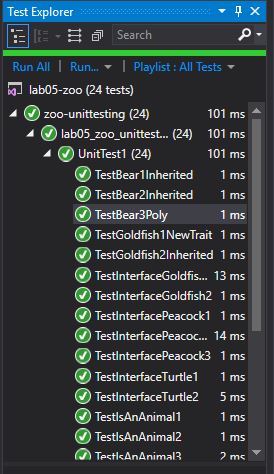 Test Explorer
Search
Run All | Run... | Playlist : All Tests
lab05-zoo (24 tests)
zoo-unittesting (24) 101 ms
lab05_zoo_unittest... (24) 101 ms
UnitTest1 (24) 101 ms
TestBear1Inherited 1 ms
TestBear2Inherited 1 ms
TestBear3Poly 1 ms
TestGoldfish1NewTrait 1 ms
TestGoldfish2Inherited 1 ms
TestInterfaceGoldfis... 13 ms
TestInterfaceGoldfish2 1 ms
TestInterfacePeacock1 1 ms
TestInterfacePeacoc... 14 ms
TestInterfacePeacock3 1 ms
TestInterfaceTurtle1 1 ms
TestInterfaceTurtle2 5 ms
TestIsAnAnimal1 1 ms
TestIsAnAnimal2 1 ms
TestIsAnAnimal3 2 ms